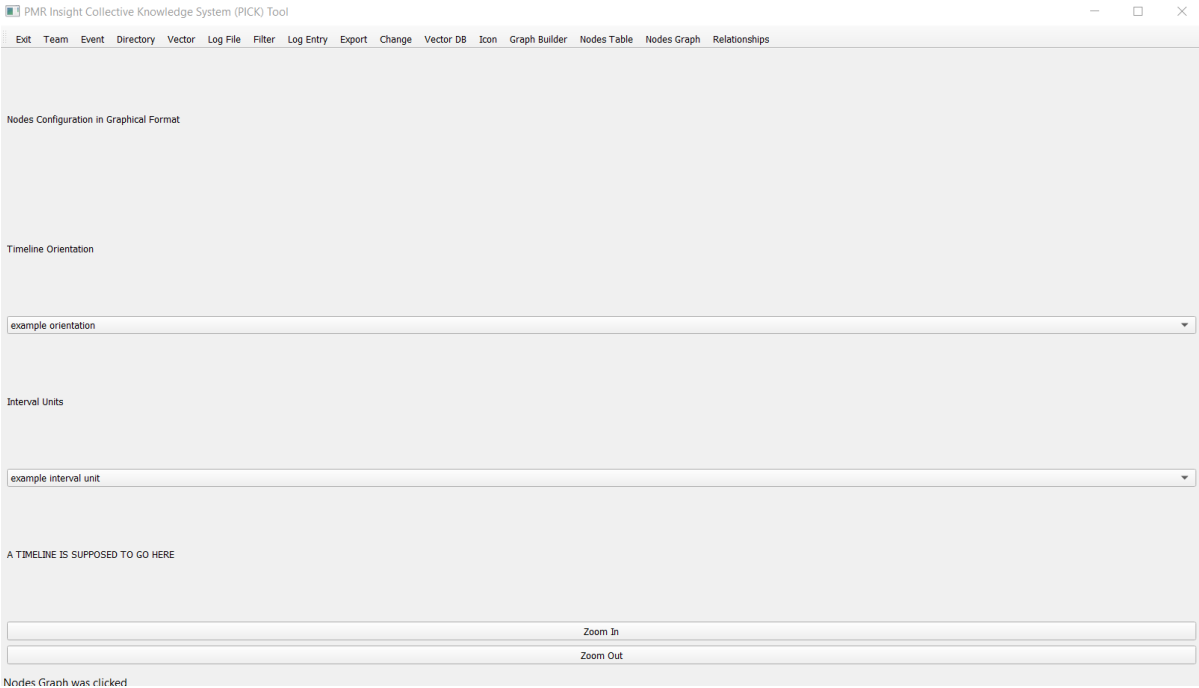 PMR Insight Collective Knowledge System (PICK) Tool
Exit Team Event Directory Vector Log File Filter Log Entry Export Change Vector DB Icon Graph Builder Nodes Table Nodes Graph Relationships
Nodes Configuration in Graphical Format
Timeline Orientation
example orientation
Interval Units
example interval unit
A TIMELINE IS SUPPOSED TO GO HERE
Zoom In
Zoom Out
Nodes Graph was clicked